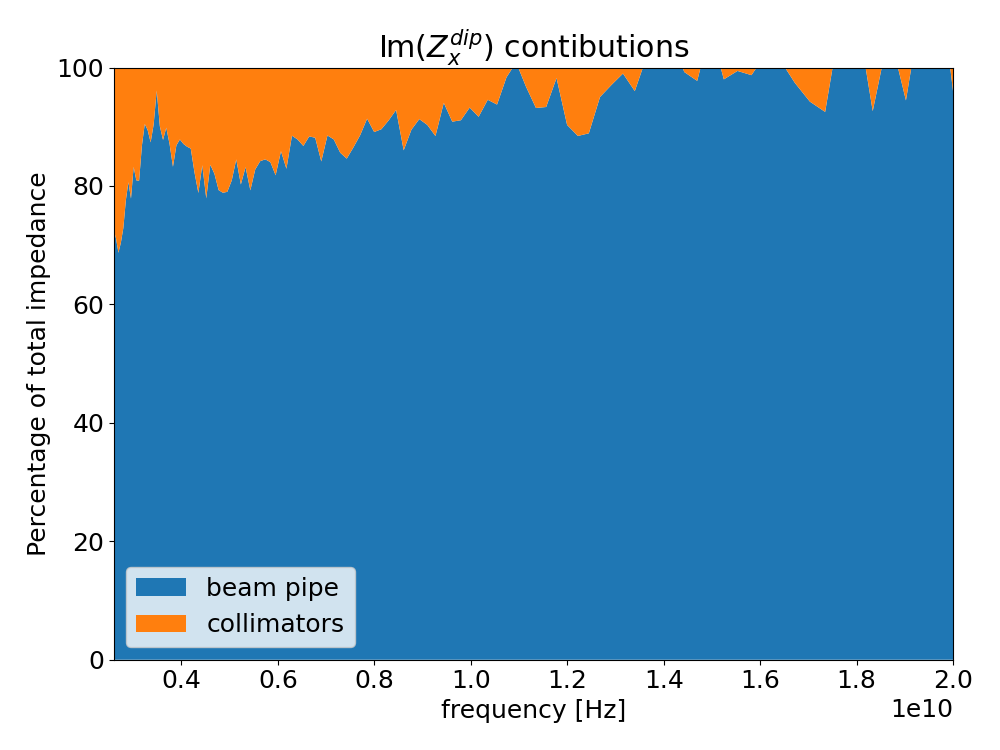 Im(Z_x^{dip}) contibutions
Percentage of total impedance
100
80
60
40
20
0
beam pipe
collimators
0.4 0.6 0.8 1.0 1.2 1.4 1.6 1.8 2.0
frequency [Hz]
1e10